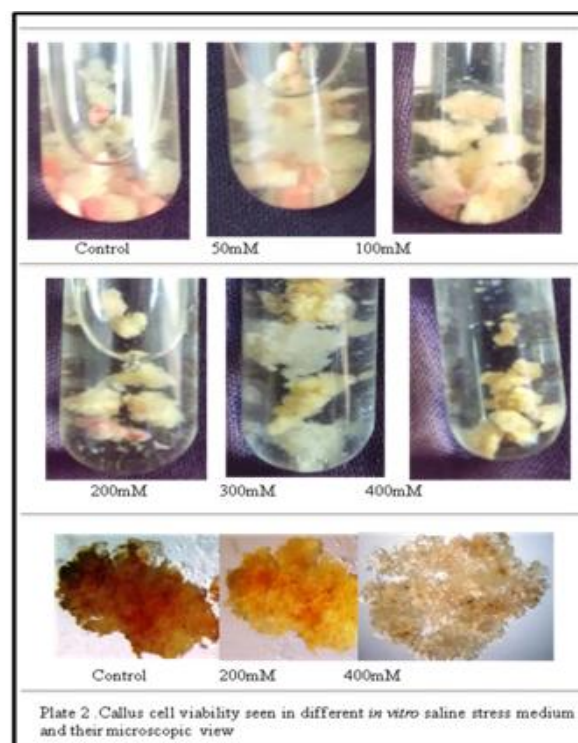 Control 50mM 100mM
200mM 300mM 400mM
Control 200mM 400mM
Plate 2 .Callus cell viability seen in different in vitro saline stress medium
and their microscopic view